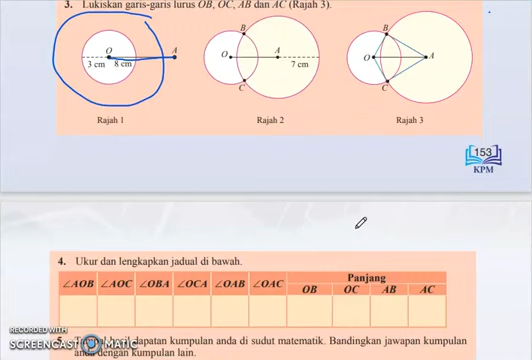 3. Lukiskan garis-garis lurus OB, OC, AB dan AC (Rajah 3).
O A
3 cm 8 cm
Rajah 1
B
O A
7 cm
C
Rajah 2
B
O A
C
Rajah 3
153
KPM
4. Ukur dan lengkapkan jadual di bawah.
∠AOB ∠AOC ∠OBA ∠OCA ∠OAB ∠OAC Panjang
OB OC AB AC
5. hasil dapatan kumpulan anda di sudut matematik. Bandingkan jawapan kumpulan
anda dengan kumpulan lain.
RECORDED WITH
SCREENCAST MATIC